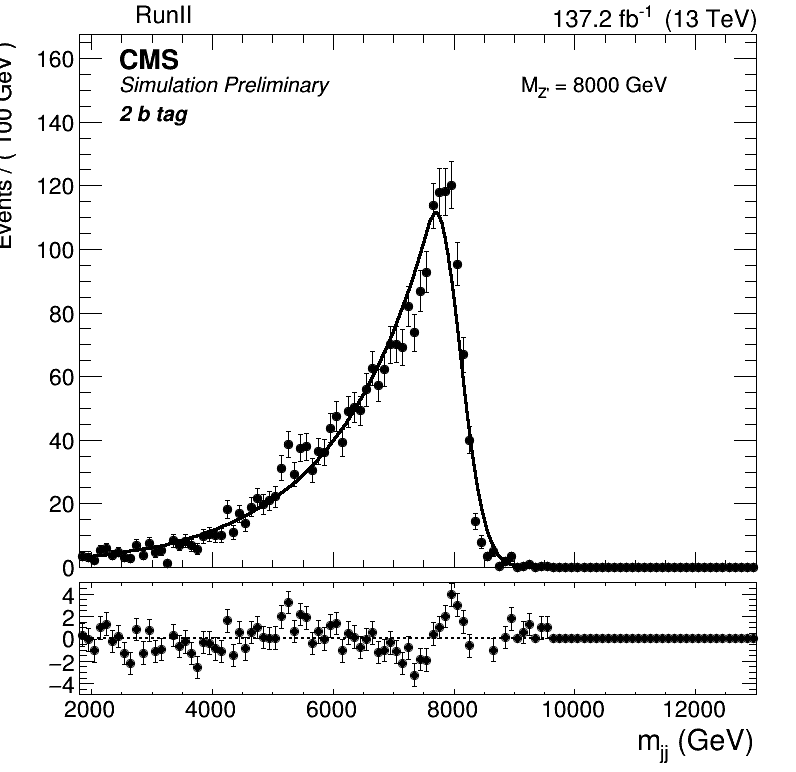 RunII
137.2 fb-1 (13 TeV)
CMS
Simulation Preliminary
2 b tag
MZ' = 8000 GeV
Events / ( 100 GeV )
160
140
120
100
80
60
40
20
0
4
2
0
−2
−4
2000 4000 6000 8000 10000 12000
mjj (GeV)